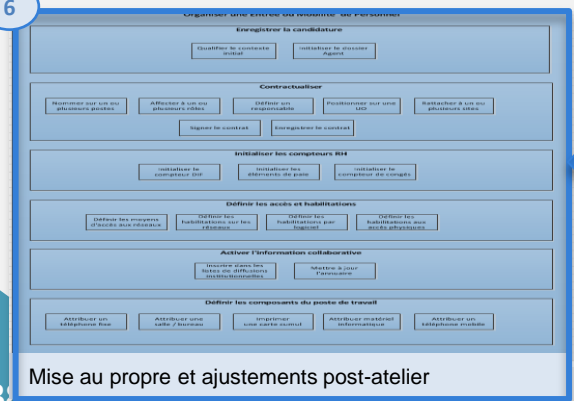 6
Organiser une Entrée ou Mobilité de Personnel
Enregistrer la candidature
Qualifier le contexte initial
Initialiser le dossier Agent
Contractualiser
Nommer sur un ou plusieurs postes
Affecter à un ou plusieurs rôles
Définir un responsable
Positionner sur une UO
Rattacher à un ou plusieurs sites
Signer le contrat
Enregistrer le contrat
Initialiser les compteurs RH
Initialiser le compteur DIF
Initialiser les éléments de paie
Initialiser le compteur de congés
Définir les accès et habilitations
Définir les moyens d'accès aux réseaux
Définir les habilitations sur les réseaux
Définir les habilitations par logiciel
Définir les habilitations aux accès physiques
Activer l'information collaborative
Inscrire dans les listes de diffusions institutionnelles
Mettre à jour l'annuaire
Définir les composants du poste de travail
Attribuer un téléphone fixe
Attribuer une salle / bureau
Imprimer une carte cumul
Attribuer matériel informatique
Attribuer un téléphone mobile
Mise au propre et ajustements post-atelier